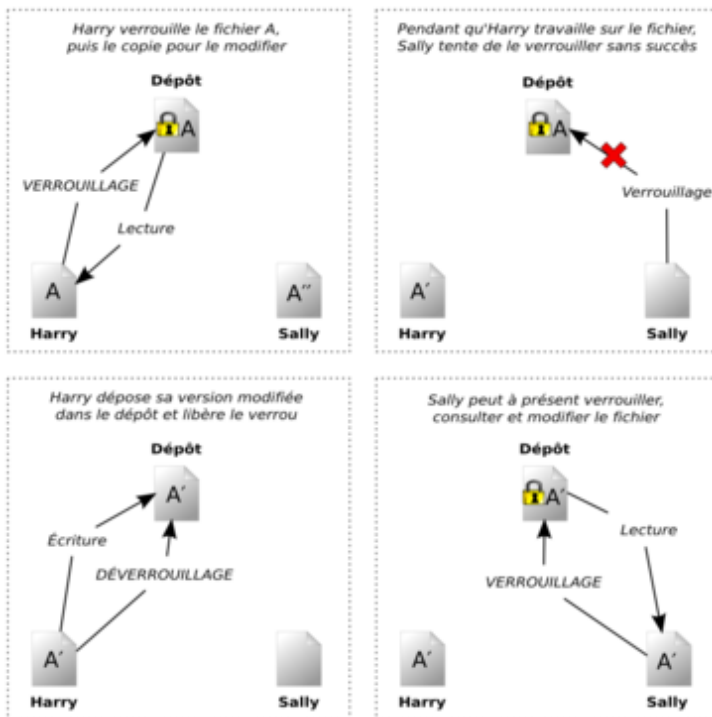 Harry verrouille le fichier A,
puis le copie pour le modifier
Dépôt
A
VERROUILLAGE
Lecture
A
A′′
Harry
Sally
Pendant qu'Harry travaille sur le fichier,
Sally tente de le verrouiller sans succès
Dépôt
A
Verrouillage
A′
Harry
Sally
Harry dépose sa version modifiée
dans le dépôt et libère le verrou
Dépôt
A′
Écriture
DÉVERROUILLAGE
A′
Harry
Sally
Sally peut à présent verrouiller,
consulter et modifier le fichier
Dépôt
A′
Lecture
VERROUILLAGE
A′
A′
Harry
Sally